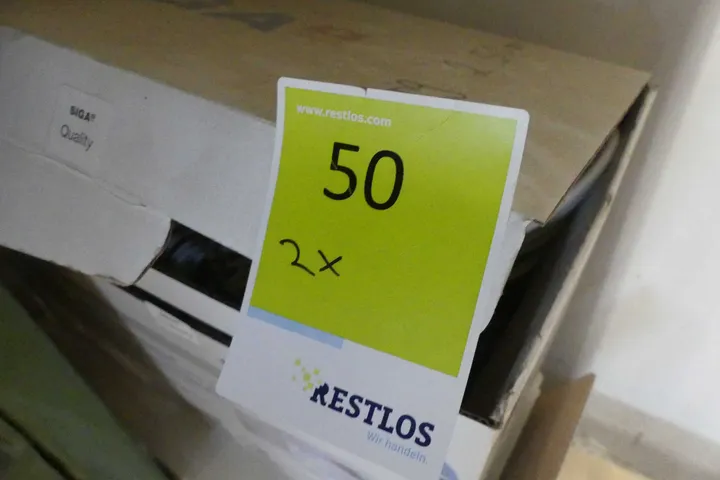 SIGA®
Quality
www.restlos.com
50
2x
RESTLOS
Wir handeln.